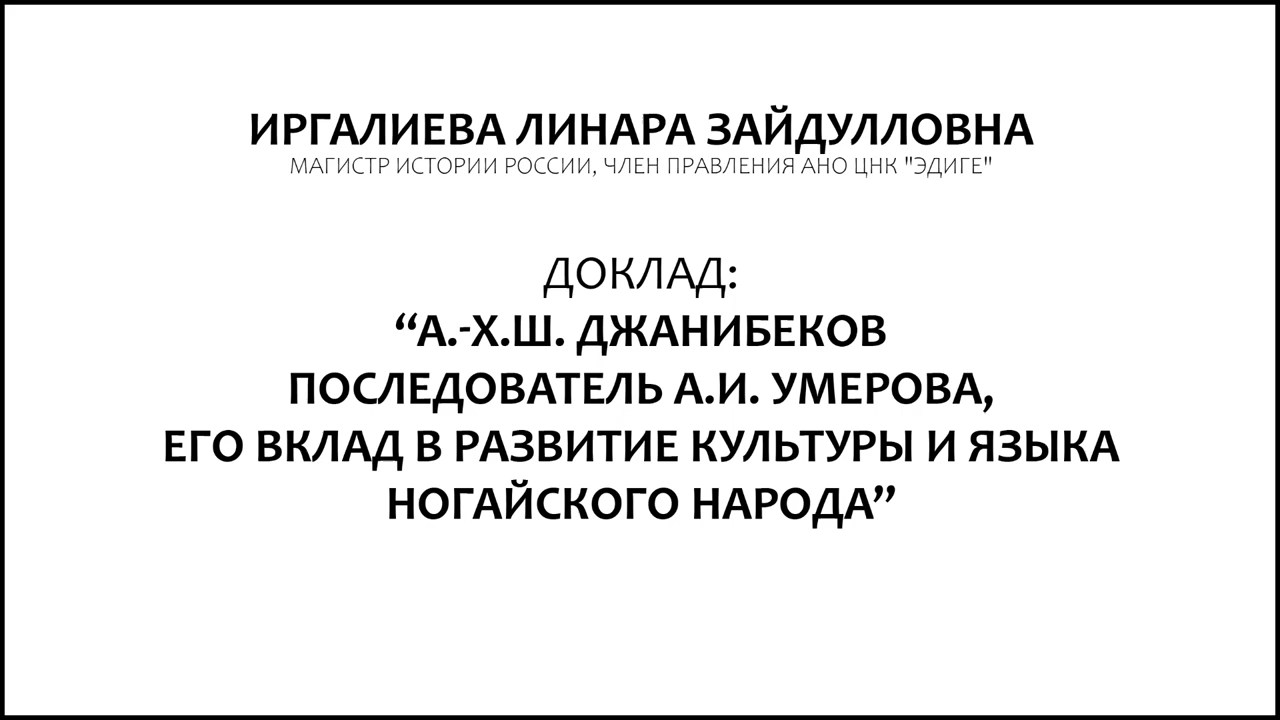 ИРГАЛИЕВА ЛИНАРА ЗАЙДУЛЛОВНА
МАГИСТР ИСТОРИИ РОССИИ, ЧЛЕН ПРАВЛЕНИЯ АНО ЦНК "ЭДИГЕ"
ДОКЛАД:
“А.-Х.Ш. ДЖАНИБЕКОВ
ПОСЛЕДОВАТЕЛЬ А.И. УМЕРОВА,
ЕГО ВКЛАД В РАЗВИТИЕ КУЛЬТУРЫ И ЯЗЫКА
НОГАЙСКОГО НАРОДА”